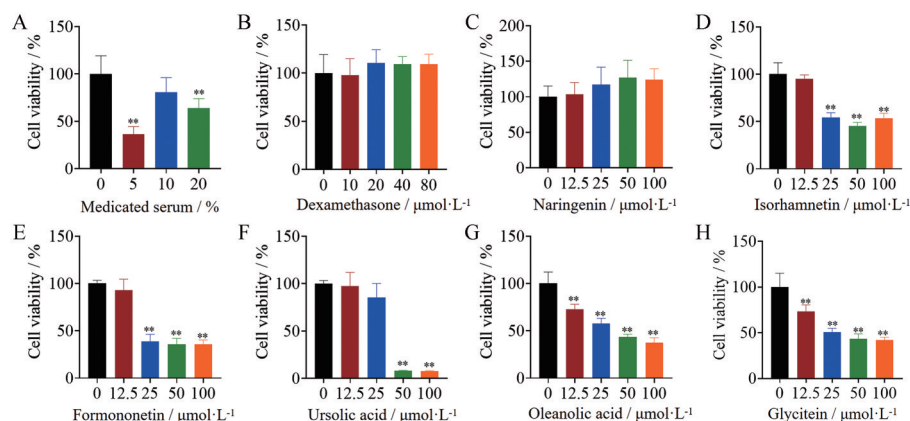 A
Cell viability / %
150
100
50
0
0 5 10 20
** **
Medicated serum / %
B
Cell viability / %
150
100
50
0
0 10 20 40 80
Dexamethasone / μmol·L⁻¹
C
Cell viability / %
200
150
100
50
0
0 12.5 25 50 100
Naringenin / μmol·L⁻¹
D
Cell viability / %
150
100
50
0
** ** **
0 12.5 25 50 100
Isorhamnetin / μmol·L⁻¹
E
Cell viability / %
150
100
50
0
** ** **
0 12.5 25 50 100
Formononetin / μmol·L⁻¹
F
Cell viability / %
150
100
50
0
** **
0 12.5 25 50 100
Ursolic acid / μmol·L⁻¹
G
Cell viability / %
150
100
50
0
** ** ** **
0 12.5 25 50 100
Oleanolic acid / μmol·L⁻¹
H
Cell viability / %
150
100
50
0
** ** ** **
0 12.5 25 50 100
Glycitein / μmol·L⁻¹